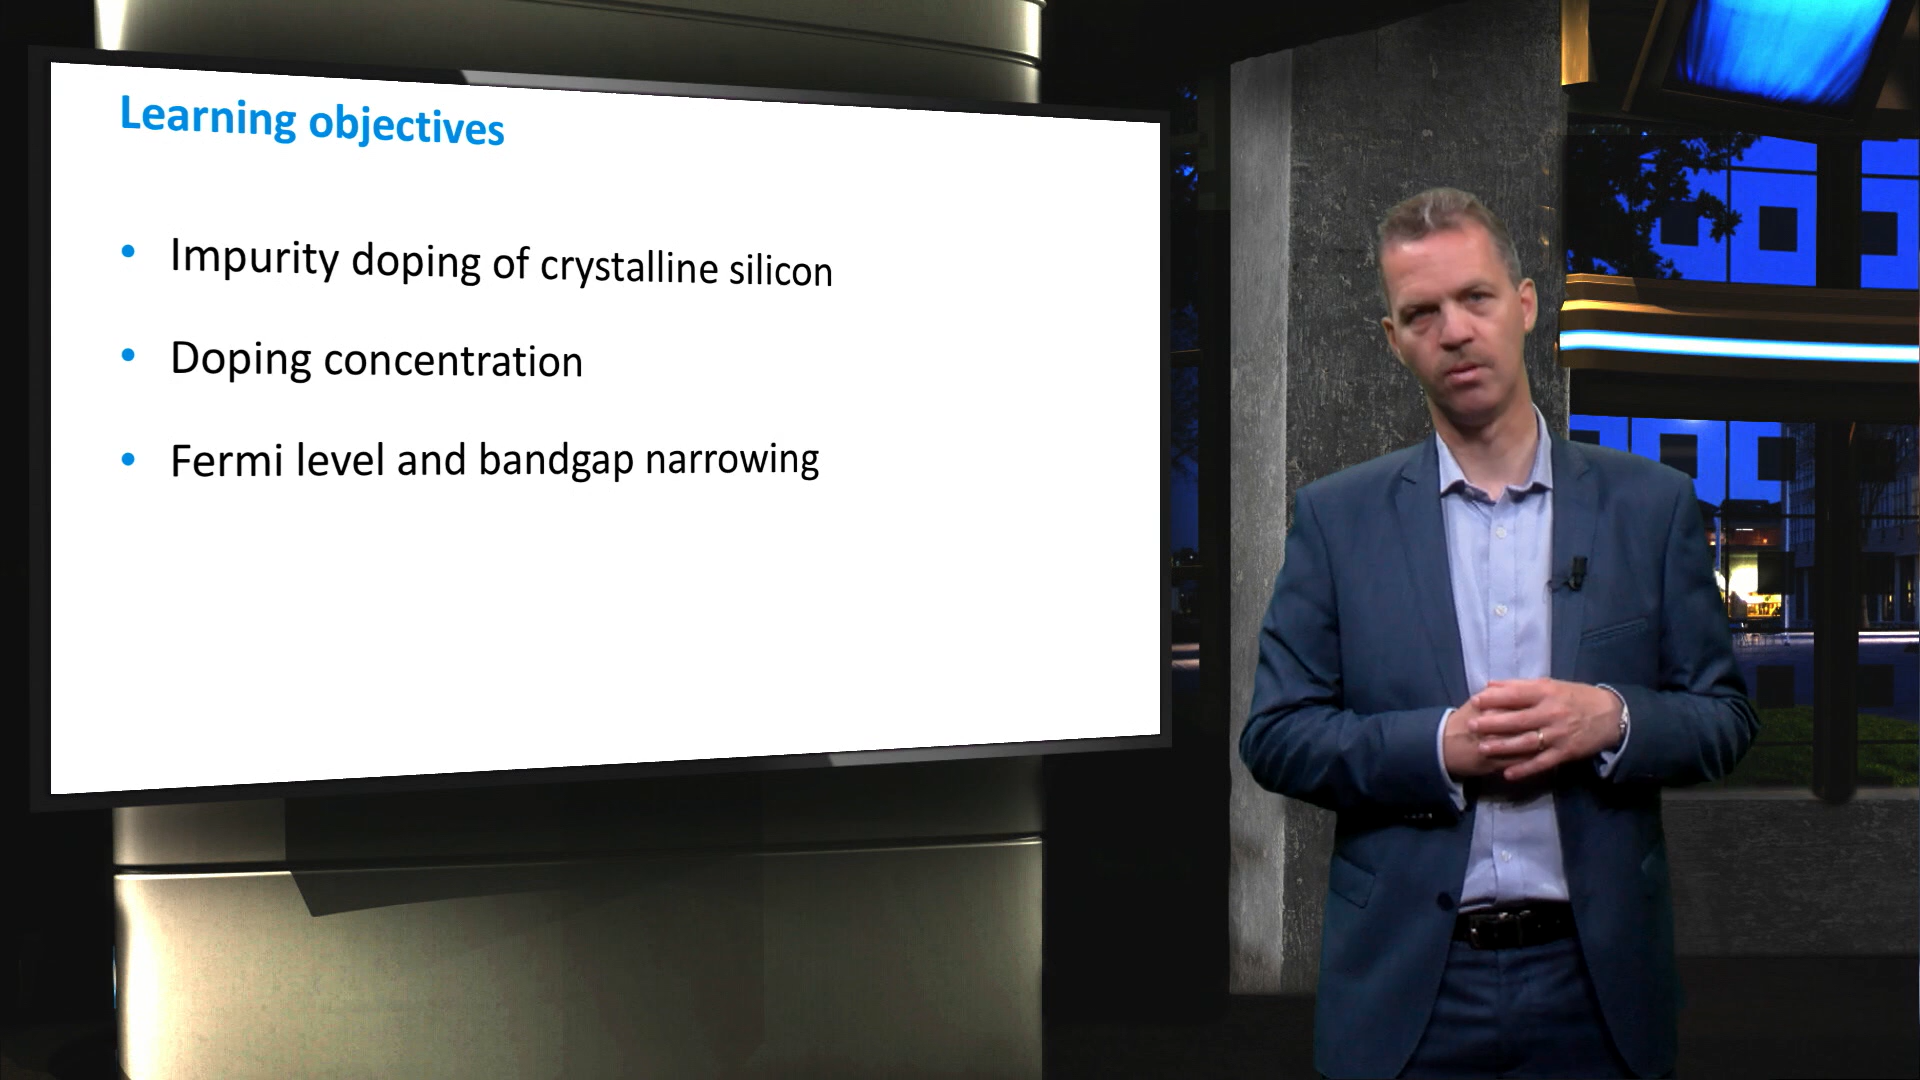 Learning objectives
• Impurity doping of crystalline silicon
• Doping concentration
• Fermi level and bandgap narrowing